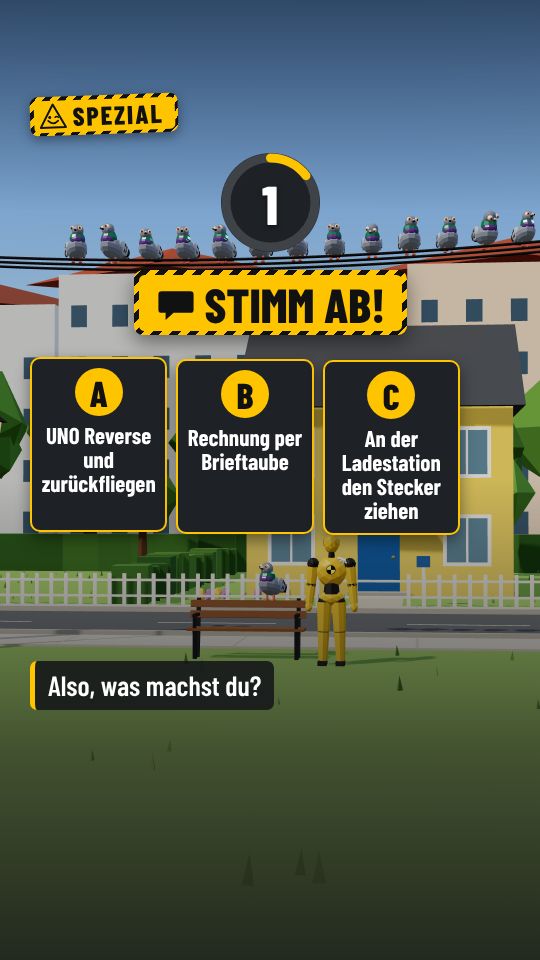 SPEZIAL
1
STIMM AB!
A
UNO Reverse
und
zurückfliegen
B
Rechnung per
Brieftaube
C
An der
Ladestation
den Stecker
ziehen
Also, was machst du?